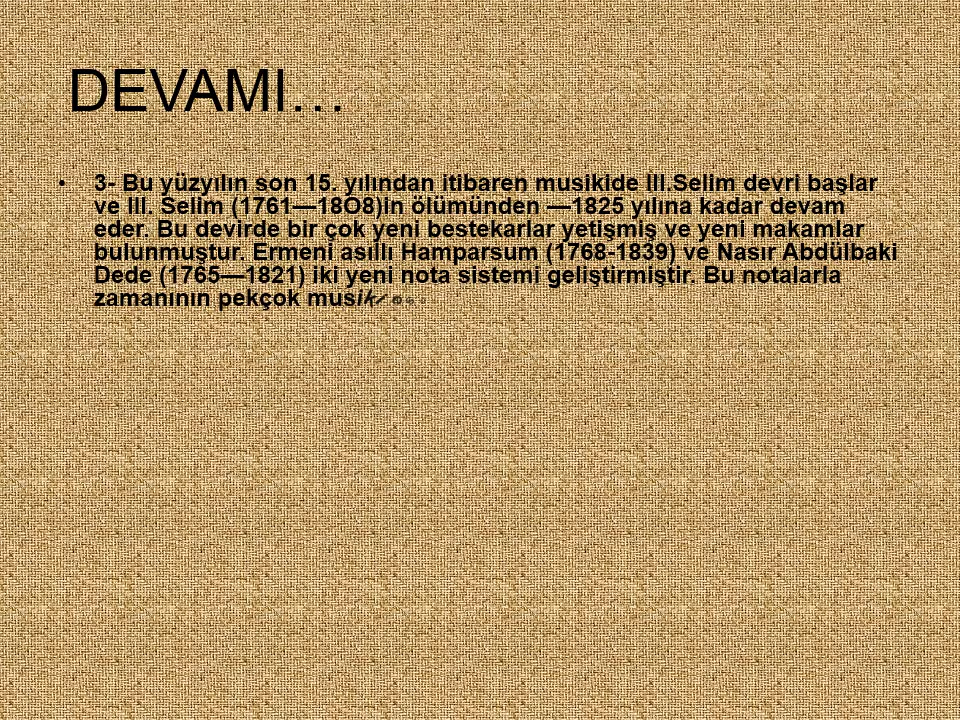 DEVAMI…
• 3- Bu yüzyılın son 15. yılından itibaren musikide III.Selim devri başlar
ve III. Selim (1761—18O8)in ölümünden —1825 yılına kadar devam
eder. Bu devirde bir çok yeni bestekarlar yetişmiş ve yeni makamlar
bulunmuştur. Ermeni asıllı Hamparsum (1768-1839) ve Nasır Abdülbaki
Dede (1765—1821) iki yeni nota sistemi geliştirmiştir. Bu notalarla
zamanının pekçok